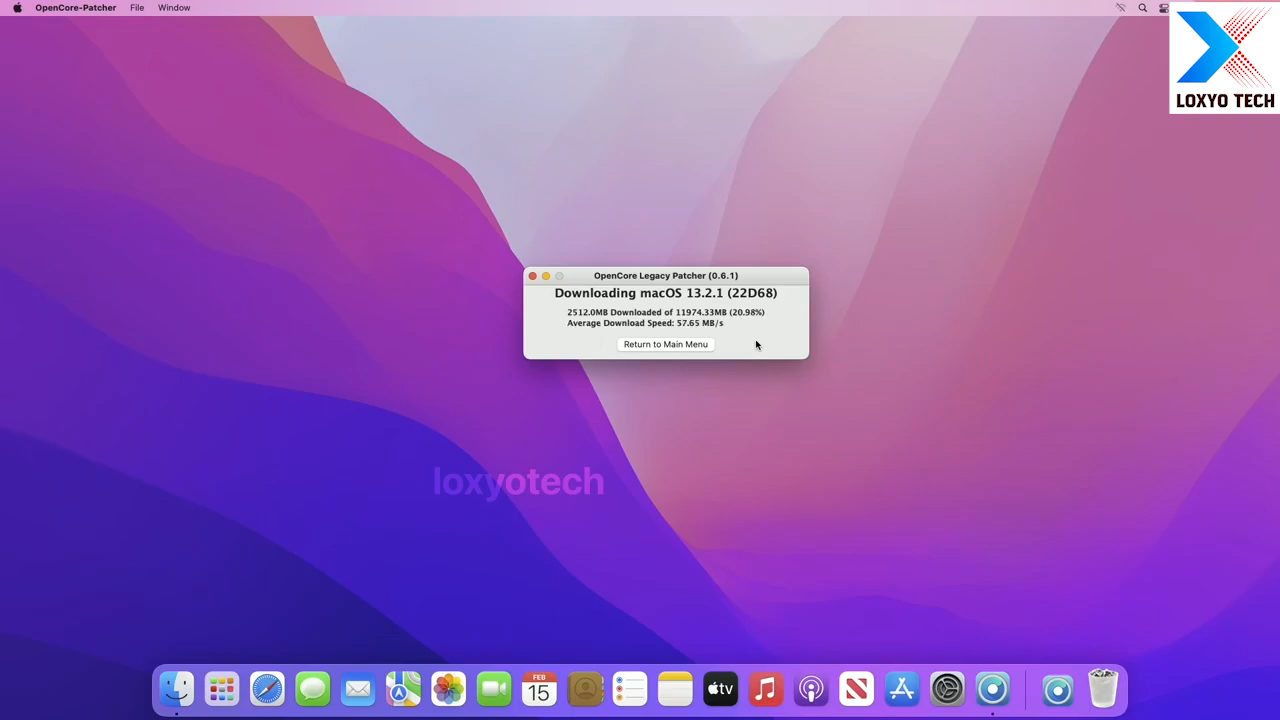 OpenCore-Patcher File Window
LOXYO TECH
OpenCore Legacy Patcher (0.6.1)
Downloading macOS 13.2.1 (22D68)
2512.0MB Downloaded of 11974.33MB (20.98%)
Average Download Speed: 57.65 MB/s
Return to Main Menu
loxyotech
FEB
15
tv